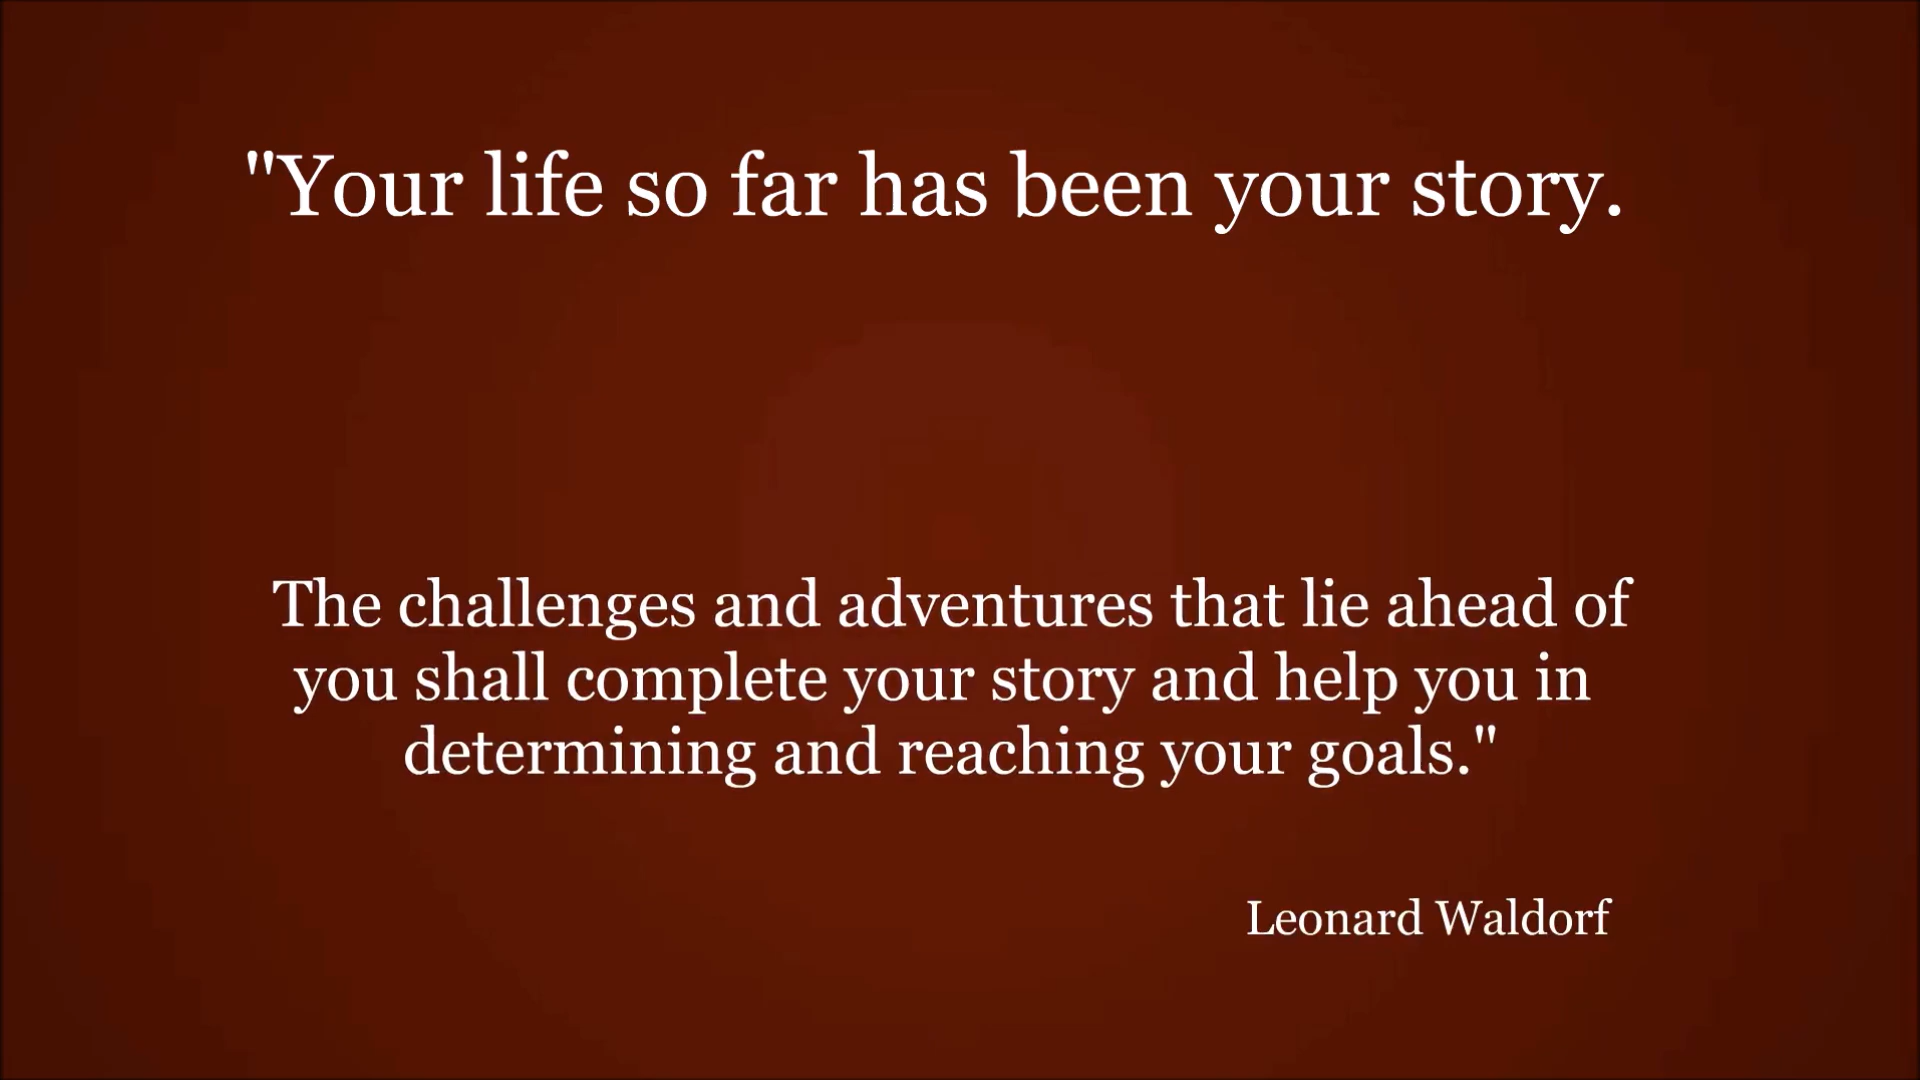 "Your life so far has been your story.
The challenges and adventures that lie ahead of
you shall complete your story and help you in
determining and reaching your goals."
Leonard Waldorf